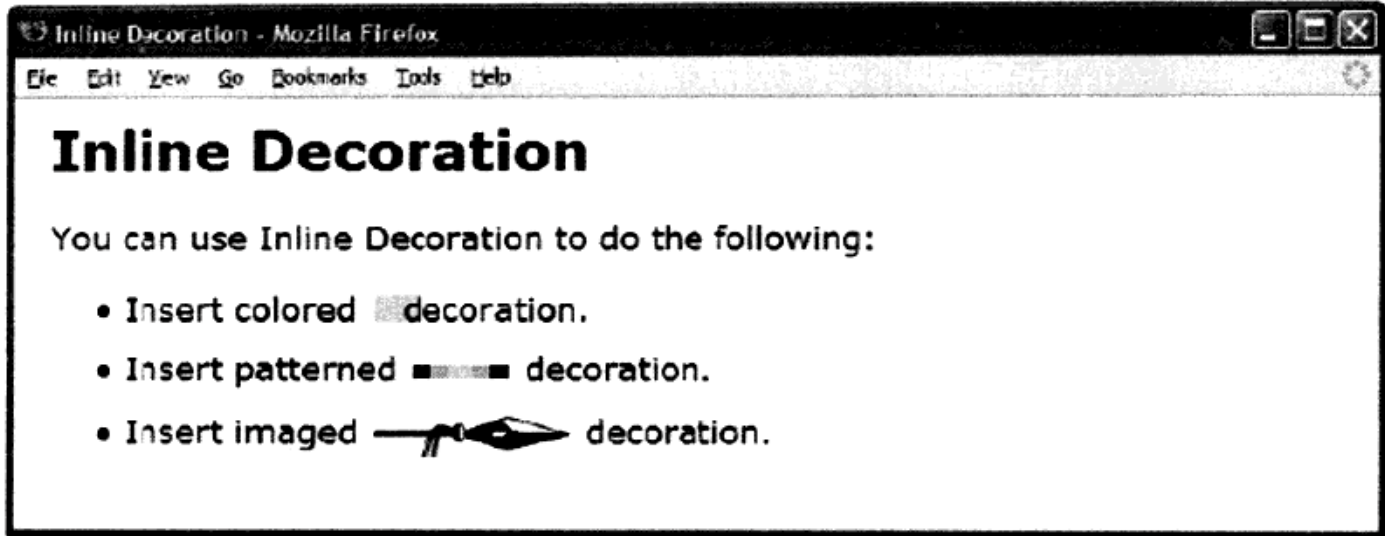 Inline Decoration - Mozilla Firefox
File Edit View Go Bookmarks Tools Help
Inline Decoration
You can use Inline Decoration to do the following:
• Insert colored decoration.
• Insert patterned decoration.
• Insert imaged decoration.